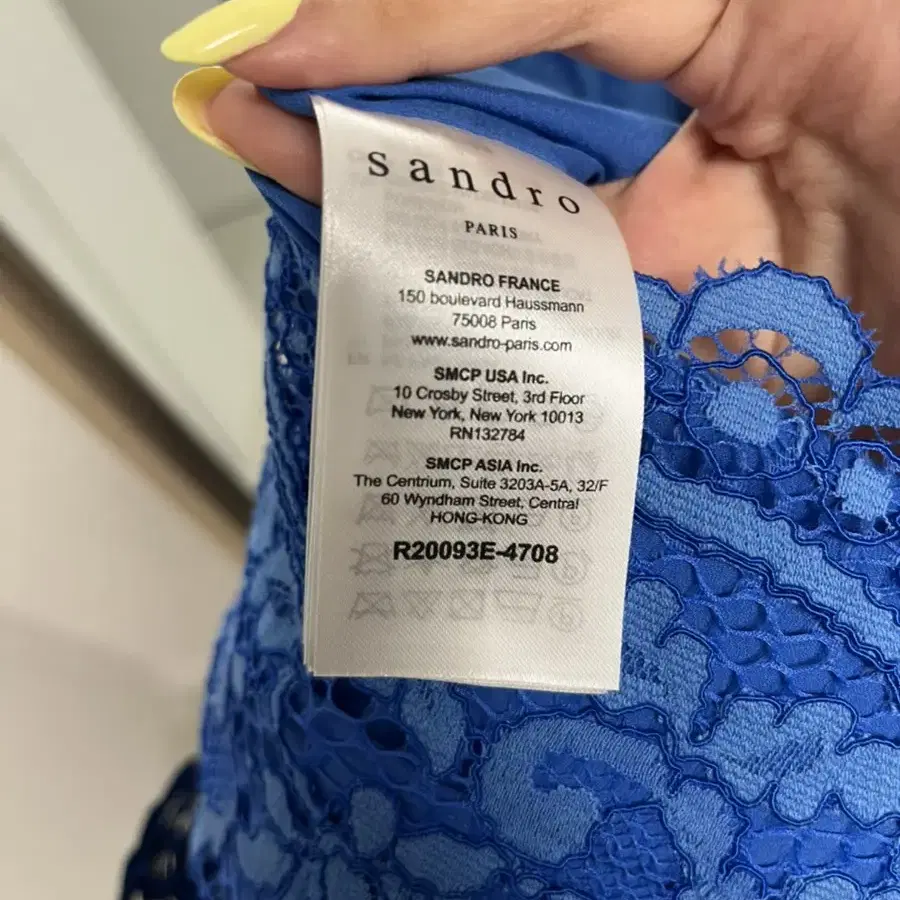 sandro
PARIS
SANDRO FRANCE
150 boulevard Haussmann
75008 Paris
www.sandro-paris.com
SMCP USA Inc.
10 Crosby Street, 3rd Floor
New York, New York 10013
RN132784
SMCP ASIA Inc.
The Centrium, Suite 3203A-5A, 32/F
60 Wyndham Street, Central
HONG-KONG
R20093E-4708